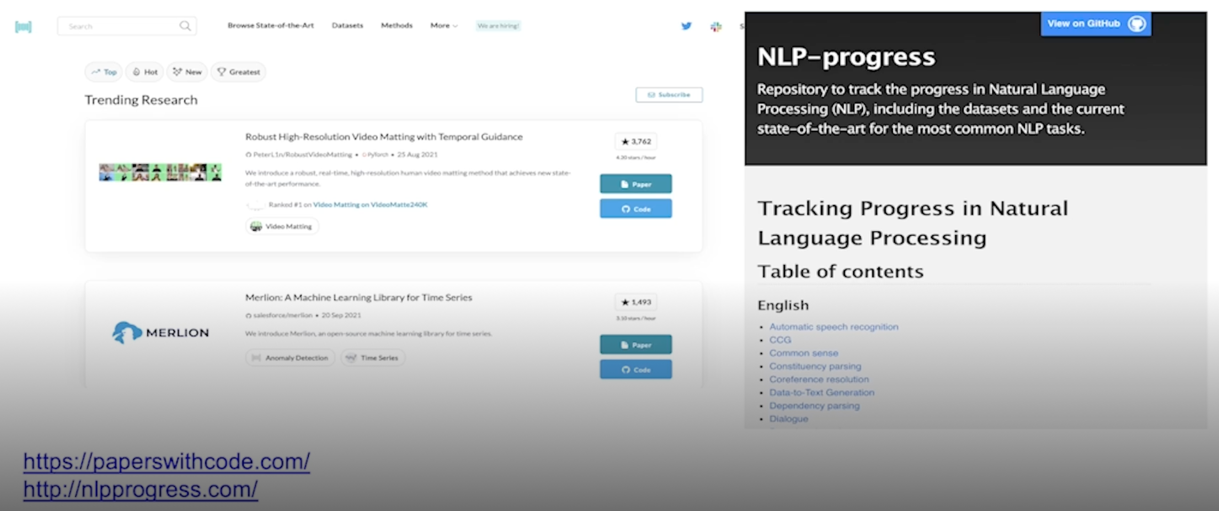 Search
Browse State-of-the-Art Datasets Methods More We are hiring!
Top Hot New Greatest
Trending Research
Subscribe
Robust High-Resolution Video Matting with Temporal Guidance
PeterL1n/RobustVideoMatting • PyTorch • 25 Aug 2021
We introduce a robust, real-time, high-resolution human video matting method that achieves new state-
of-the-art performance.
Ranked #1 on Video Matting on VideoMatte240K
Video Matting
★ 3,762
4.30 stars / hour
Paper
Code
MERLION
Merlion: A Machine Learning Library for Time Series
salesforce/merlion • 20 Sep 2021
We introduce Merlion, an open-source machine learning library for time series.
Anomaly Detection Time Series
★ 1,493
3.10 stars / hour
Paper
Code
View on GitHub
NLP-progress
Repository to track the progress in Natural Language
Processing (NLP), including the datasets and the current
state-of-the-art for the most common NLP tasks.
Tracking Progress in Natural
Language Processing
Table of contents
English
• Automatic speech recognition
• CCG
• Common sense
• Constituency parsing
• Coreference resolution
• Data-to-Text Generation
• Dependency parsing
• Dialogue
https://paperswithcode.com/
http://nlpprogress.com/